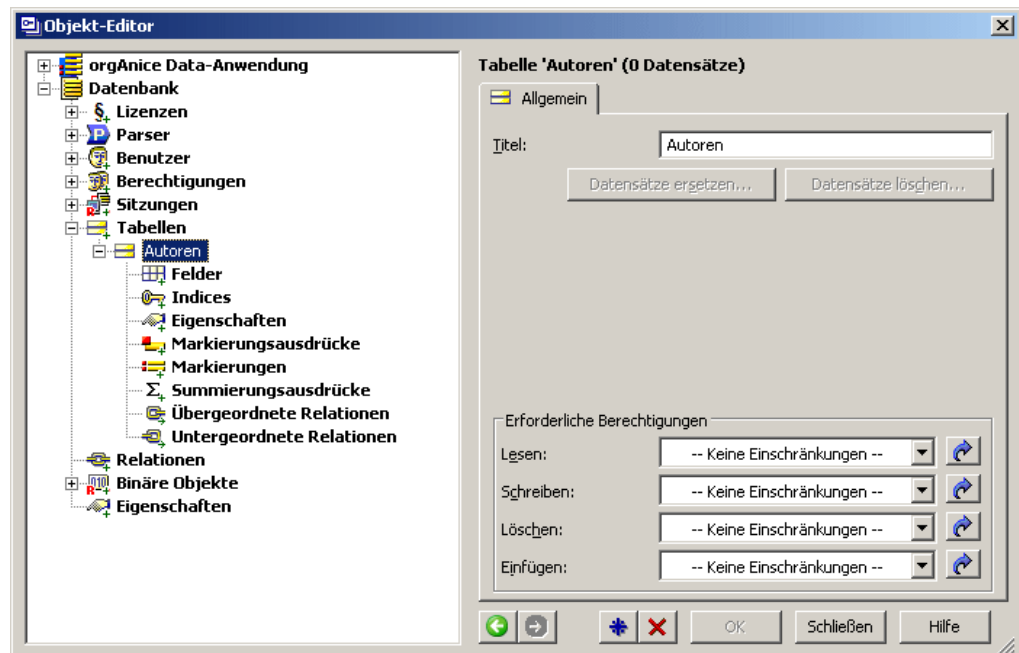 Objekt-Editor
orgAnice Data-Anwendung
Datenbank
Lizenzen
Parser
Benutzer
Berechtigungen
Sitzungen
Tabellen
Autoren
Felder
Indices
Eigenschaften
Markierungsausdrücke
Markierungen
Summierungsausdrücke
Übergeordnete Relationen
Untergeordnete Relationen
Relationen
Binäre Objekte
Eigenschaften
Tabelle 'Autoren' (0 Datensätze)
Allgemein
Titel: Autoren
Datensätze ersetzen... Datensätze löschen...
Erforderliche Berechtigungen
Lesen: -- Keine Einschränkungen --
Schreiben: -- Keine Einschränkungen --
Löschen: -- Keine Einschränkungen --
Einfügen: -- Keine Einschränkungen --
OK Schließen Hilfe